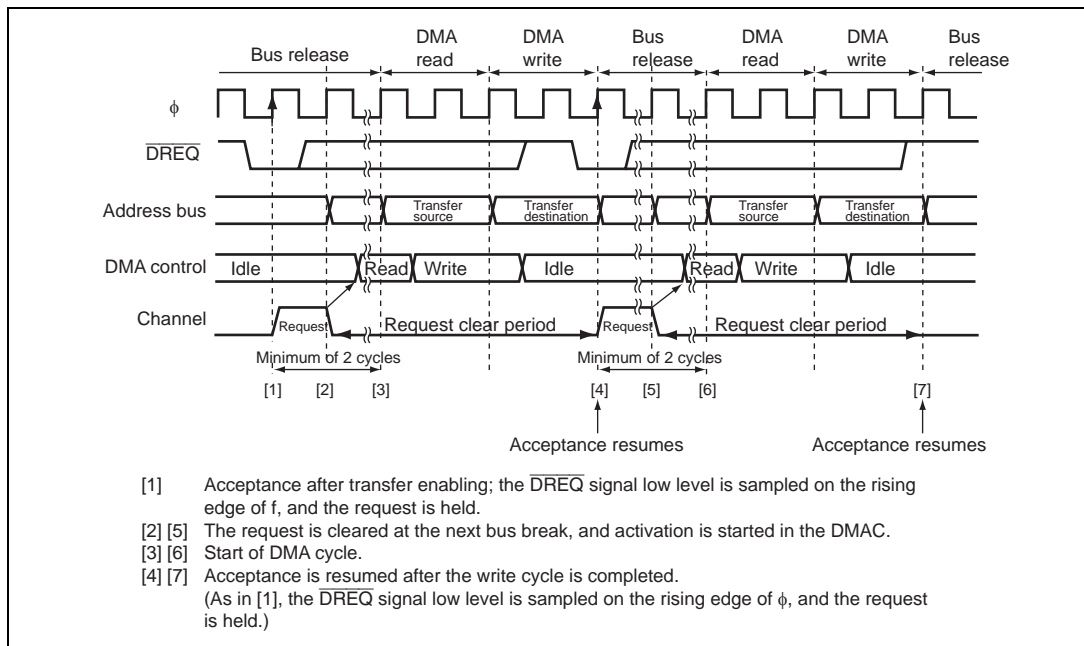 DMA DMA Bus DMA DMA Bus
Bus release read write release read write release
ϕ
DREQ
Address bus Transfer source Transfer destination Transfer source Transfer destination
DMA control Idle Read Write Idle Read Write Idle
Channel Request Request clear period Request Request clear period
Minimum of 2 cycles Minimum of 2 cycles
[1] [2] [3] [4] [5] [6] [7]
Acceptance resumes Acceptance resumes
[1] Acceptance after transfer enabling; the DREQ signal low level is sampled on the rising
edge of f, and the request is held.
[2] [5] The request is cleared at the next bus break, and activation is started in the DMAC.
[3] [6] Start of DMA cycle.
[4] [7] Acceptance is resumed after the write cycle is completed.
(As in [1], the DREQ signal low level is sampled on the rising edge of ϕ, and the request
is held.)